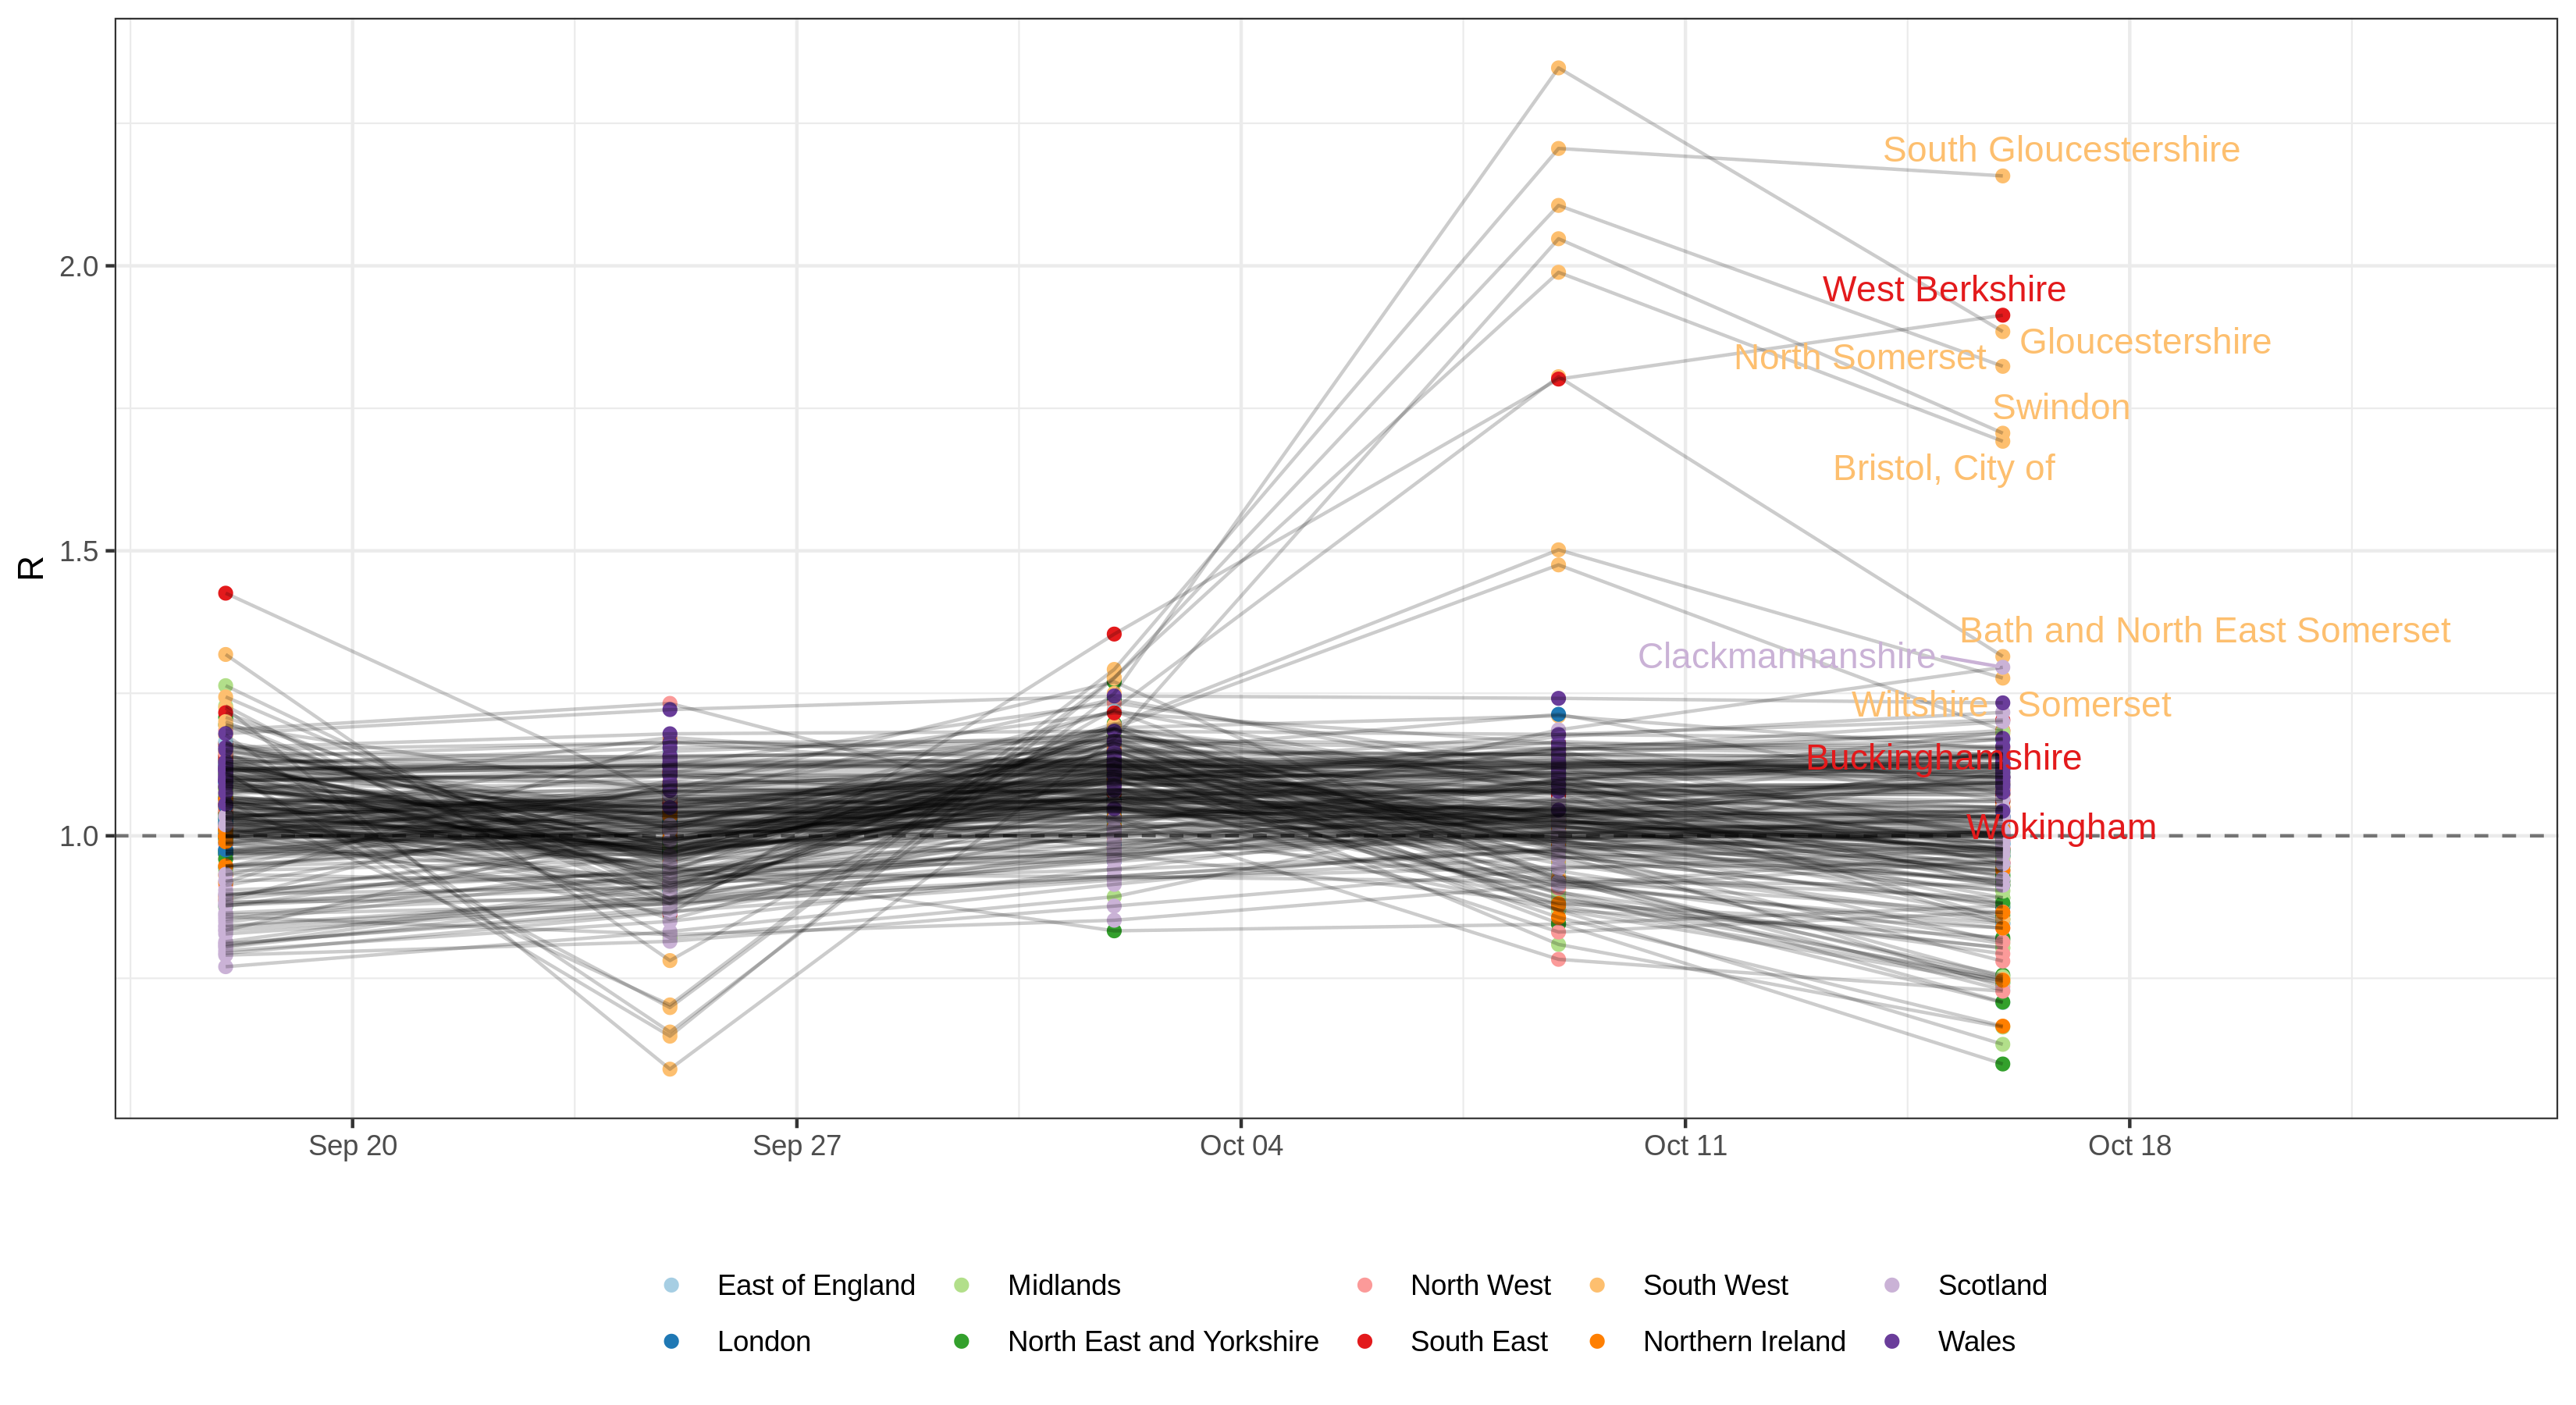 South Gloucestershire
2.0
West Berkshire
Gloucestershire
North Somerset
Swindon
Bristol, City of
1.5
R
Bath and North East Somerset
Clackmannanshire
Wiltshire
Somerset
Buckinghamshire
Wokingham
1.0
Sep 20
Sep 27
Oct 04
Oct 11
Oct 18
East of England
Midlands
North West
South West
Scotland
London
North East and Yorkshire
South East
Northern Ireland
Wales